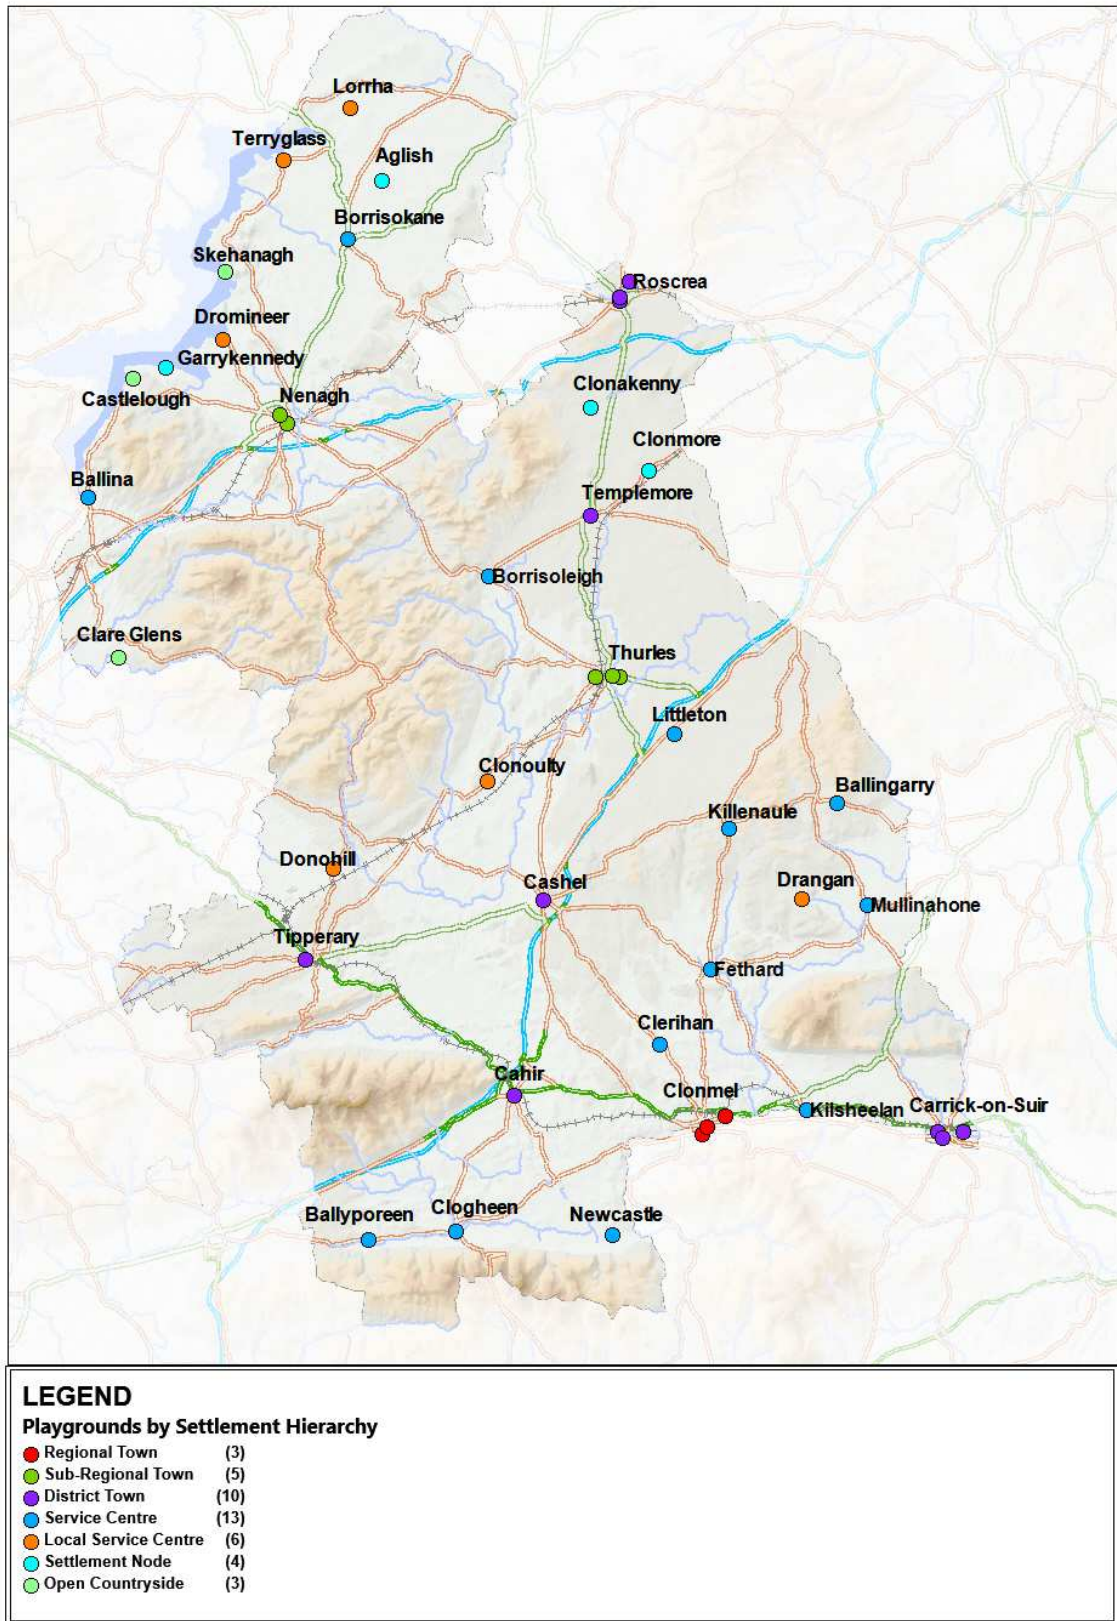 Lorrha
Terryglass
Aglish
Borrisokane
Skehanagh
Roscrea
Dromineer
Garrykennedy
Castlelough
Nenagh
Clonakenny
Clonmore
Ballina
Templemore
Borrisoleigh
Clare Glens
Thurles
Littleton
Clonoulty
Ballingarry
Killenaule
Donohill
Cashel
Drangan
Mullinahone
Tipperary
Fethard
Clerihan
Cahir
Clonmel
Kilsheelan
Carrick-on-Suir
Ballyporeen
Clogheen
Newcastle
LEGEND
Playgrounds by Settlement Hierarchy
Regional Town (3)
Sub-Regional Town (5)
District Town (10)
Service Centre (13)
Local Service Centre (6)
Settlement Node (4)
Open Countryside (3)